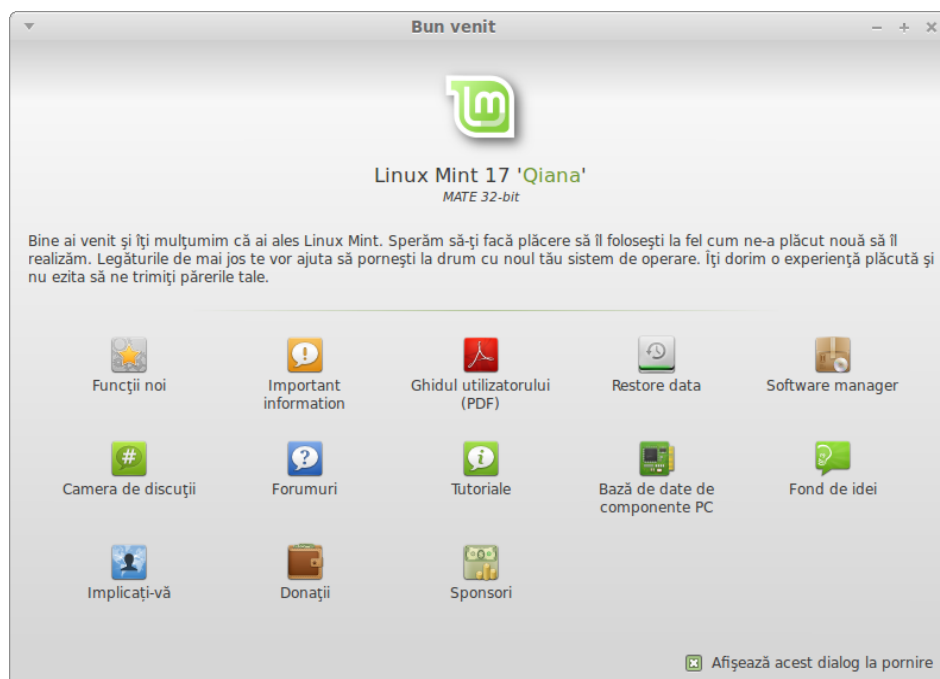 Bun venit
Linux Mint 17 'Qiana'
MATE 32-bit
Bine ai venit şi îţi mulţumim că ai ales Linux Mint. Sperăm să-ţi facă plăcere să îl foloseşti la fel cum ne-a plăcut nouă să îl
realizăm. Legăturile de mai jos te vor ajuta să porneşti la drum cu noul tău sistem de operare. Îţi dorim o experienţă plăcută şi
nu ezita să ne trimiţi părerile tale.
Funcţii noi
Important
information
Ghidul utilizatorului
(PDF)
Restore data
Software manager
Camera de discuţii
Forumuri
Tutoriale
Bază de date de
componente PC
Fond de idei
Implicați-vă
Donaţii
Sponsori
Afişează acest dialog la pornire